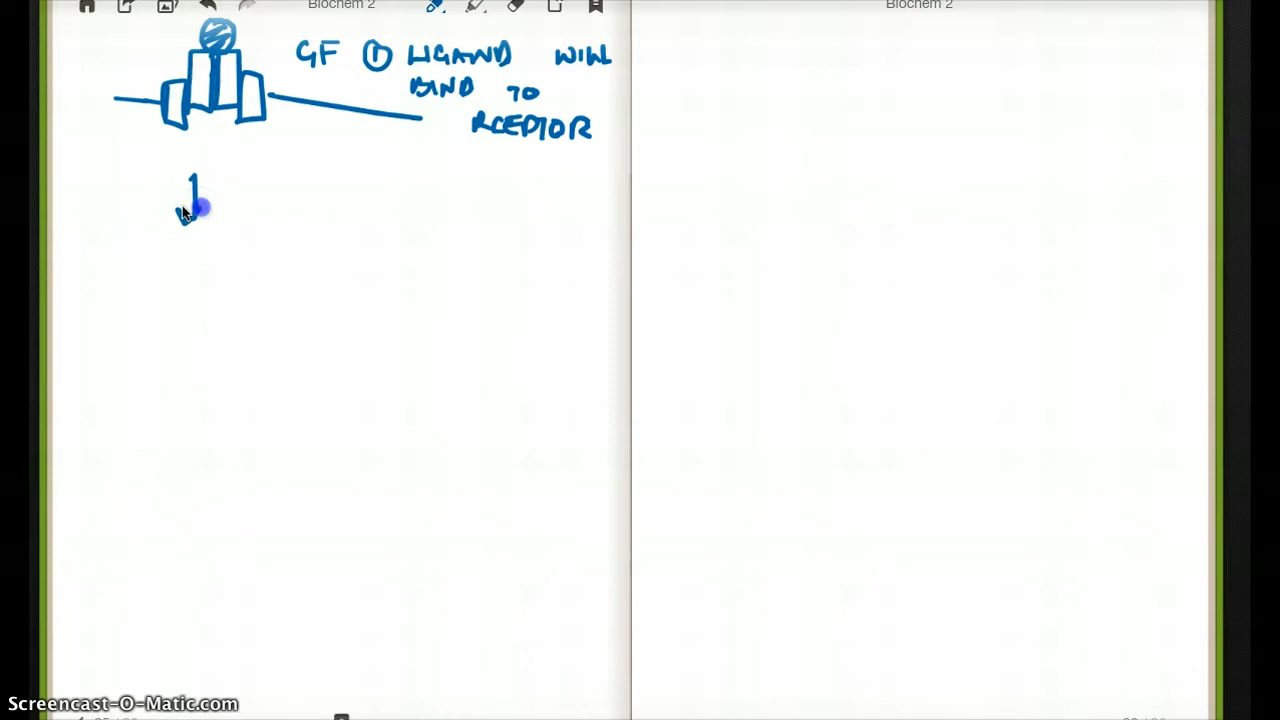 Biochem 2
Biochem 2
GF ① LIGAND WILL
BIND TO
RCEPTOR
Screencast-O-Matic.com